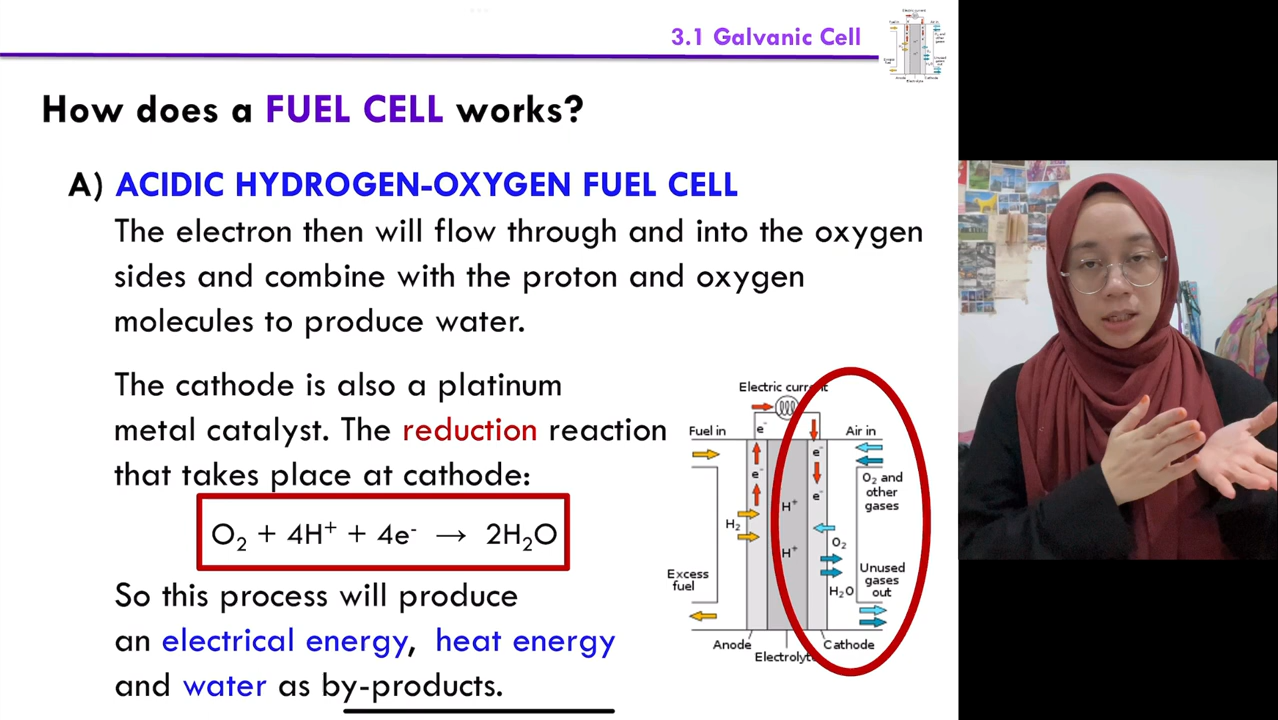 3.1 Galvanic Cell
How does a FUEL CELL works?
A) ACIDIC HYDROGEN-OXYGEN FUEL CELL
The electron then will flow through and into the oxygen
sides and combine with the proton and oxygen
molecules to produce water.
The cathode is also a platinum
metal catalyst. The reduction reaction
that takes place at cathode:
O₂ + 4H⁺ + 4e⁻ → 2H₂O
So this process will produce
an electrical energy, heat energy
and water as by-products.
Electric current
Fuel in
e⁻
Air in
e⁻
e⁻
O₂ and
other
gases
e⁻
H⁺
H₂
O₂
H⁺
Excess
fuel
Unused
gases
out
H₂O
Anode
Cathode
Electrolyte